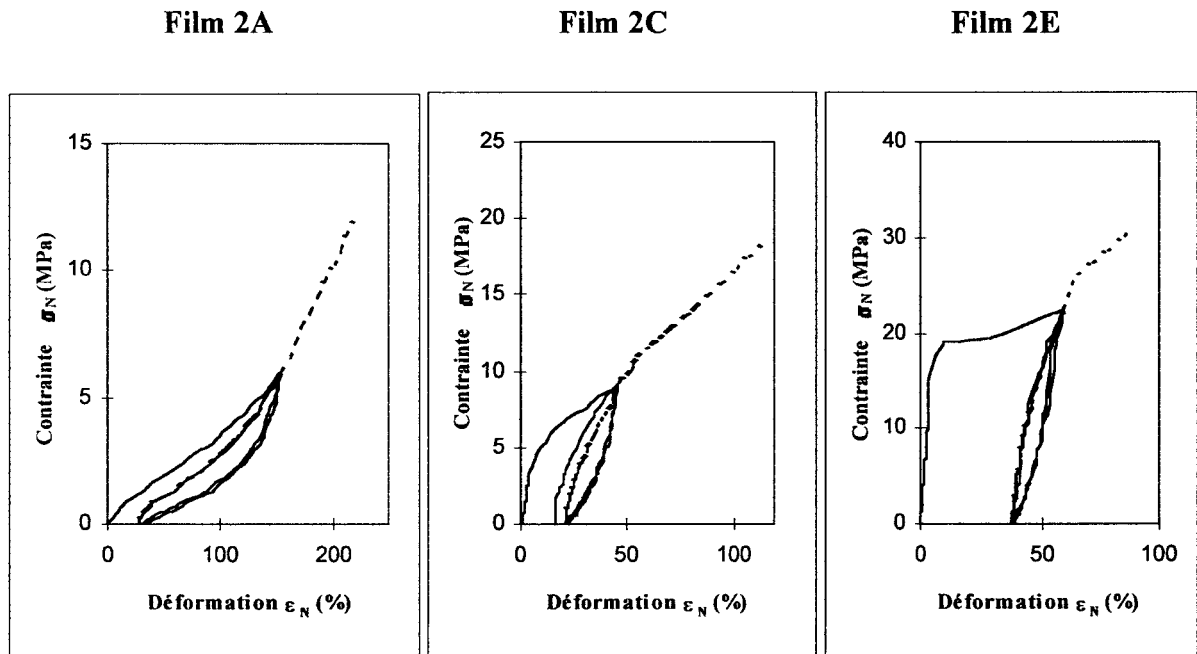 Film 2A
Film 2C
Film 2E
15
10
5
0
0 100 200
Contrainte σN (MPa)
Déformation εN (%)
25
20
15
10
5
0
0 50 100
Contrainte σN (MPa)
Déformation εN (%)
40
30
20
10
0
0 50 100
Contrainte σN (MPa)
Déformation εN (%)